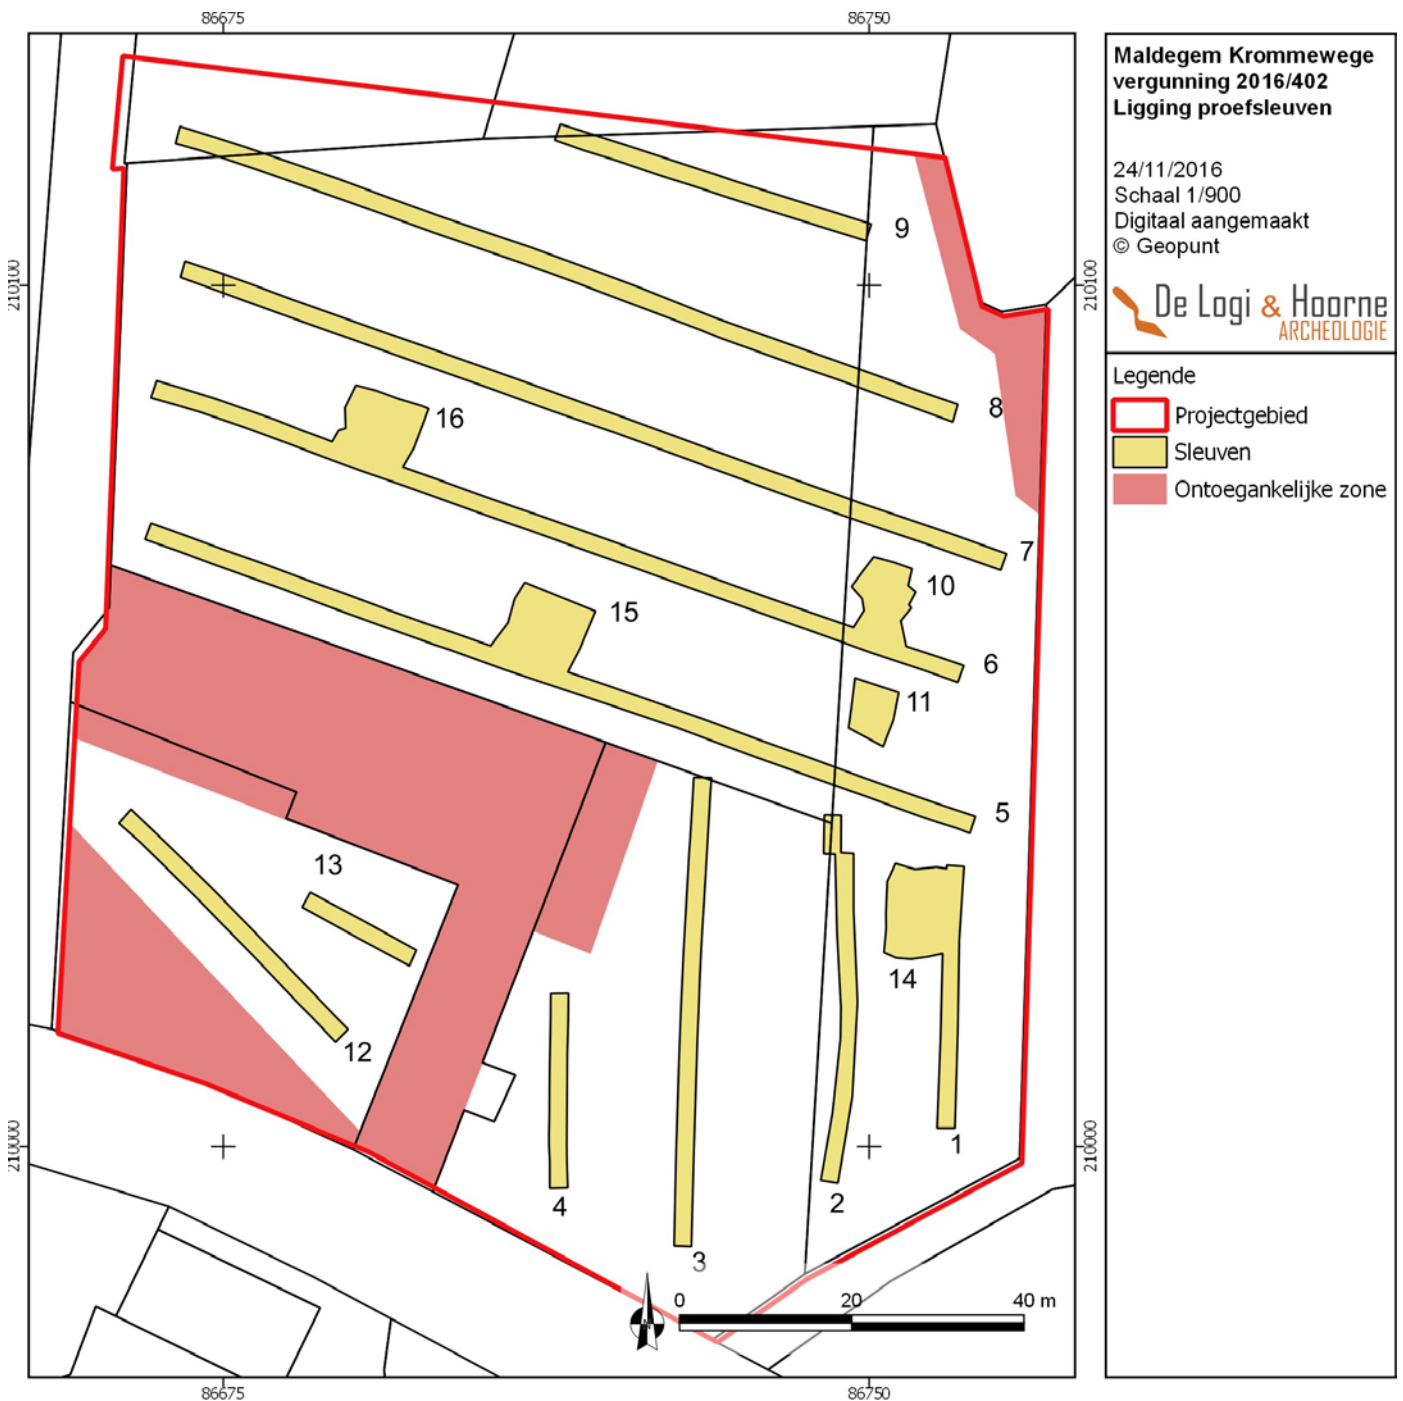 86675
86750
210100
210100
210000
210000
9
8
16
7
10
15
6
11
5
13
14
12
1
4
2
3
0
20
40 m
86675
86750
Maldegem Krommewege
vergunning 2016/402
Ligging proefsleuven
24/11/2016
Schaal 1/900
Digitaal aangemaakt
© Geopunt
De Logi & Hoorne
ARCHEOLOGIE
Legende
Projectgebied
Sleuven
Ontoegankelijke zone